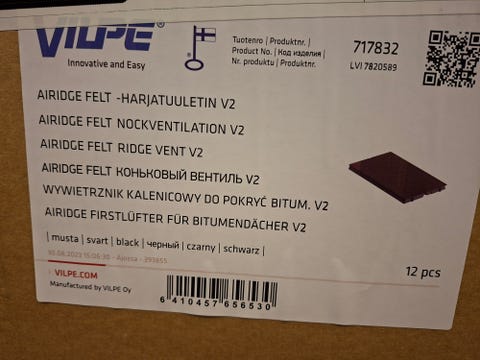 VILPE®
Innovative and Easy
Tuotenro | Produktnr. |
Product No. | Код изделия |
Nr. produktu | Produktnr.
717832
LVI 7820589
AIRIDGE FELT -HARJATUULETIN V2
AIRIDGE FELT NOCKVENTILATION V2
AIRIDGE FELT RIDGE VENT V2
AIRIDGE FELT КОНЬКОВЫЙ ВЕНТИЛЬ V2
WYWIETRZNIK KALENICOWY DO POKRYĆ BITUM. V2
AIRIDGE FIRSTLÜFTER FÜR BITUMENDÄCHER V2
| musta | svart | black | черный | czarny | schwarz |
VILPE.COM
Manufactured by VILPE Oy
6 410457 656530
12 pcs